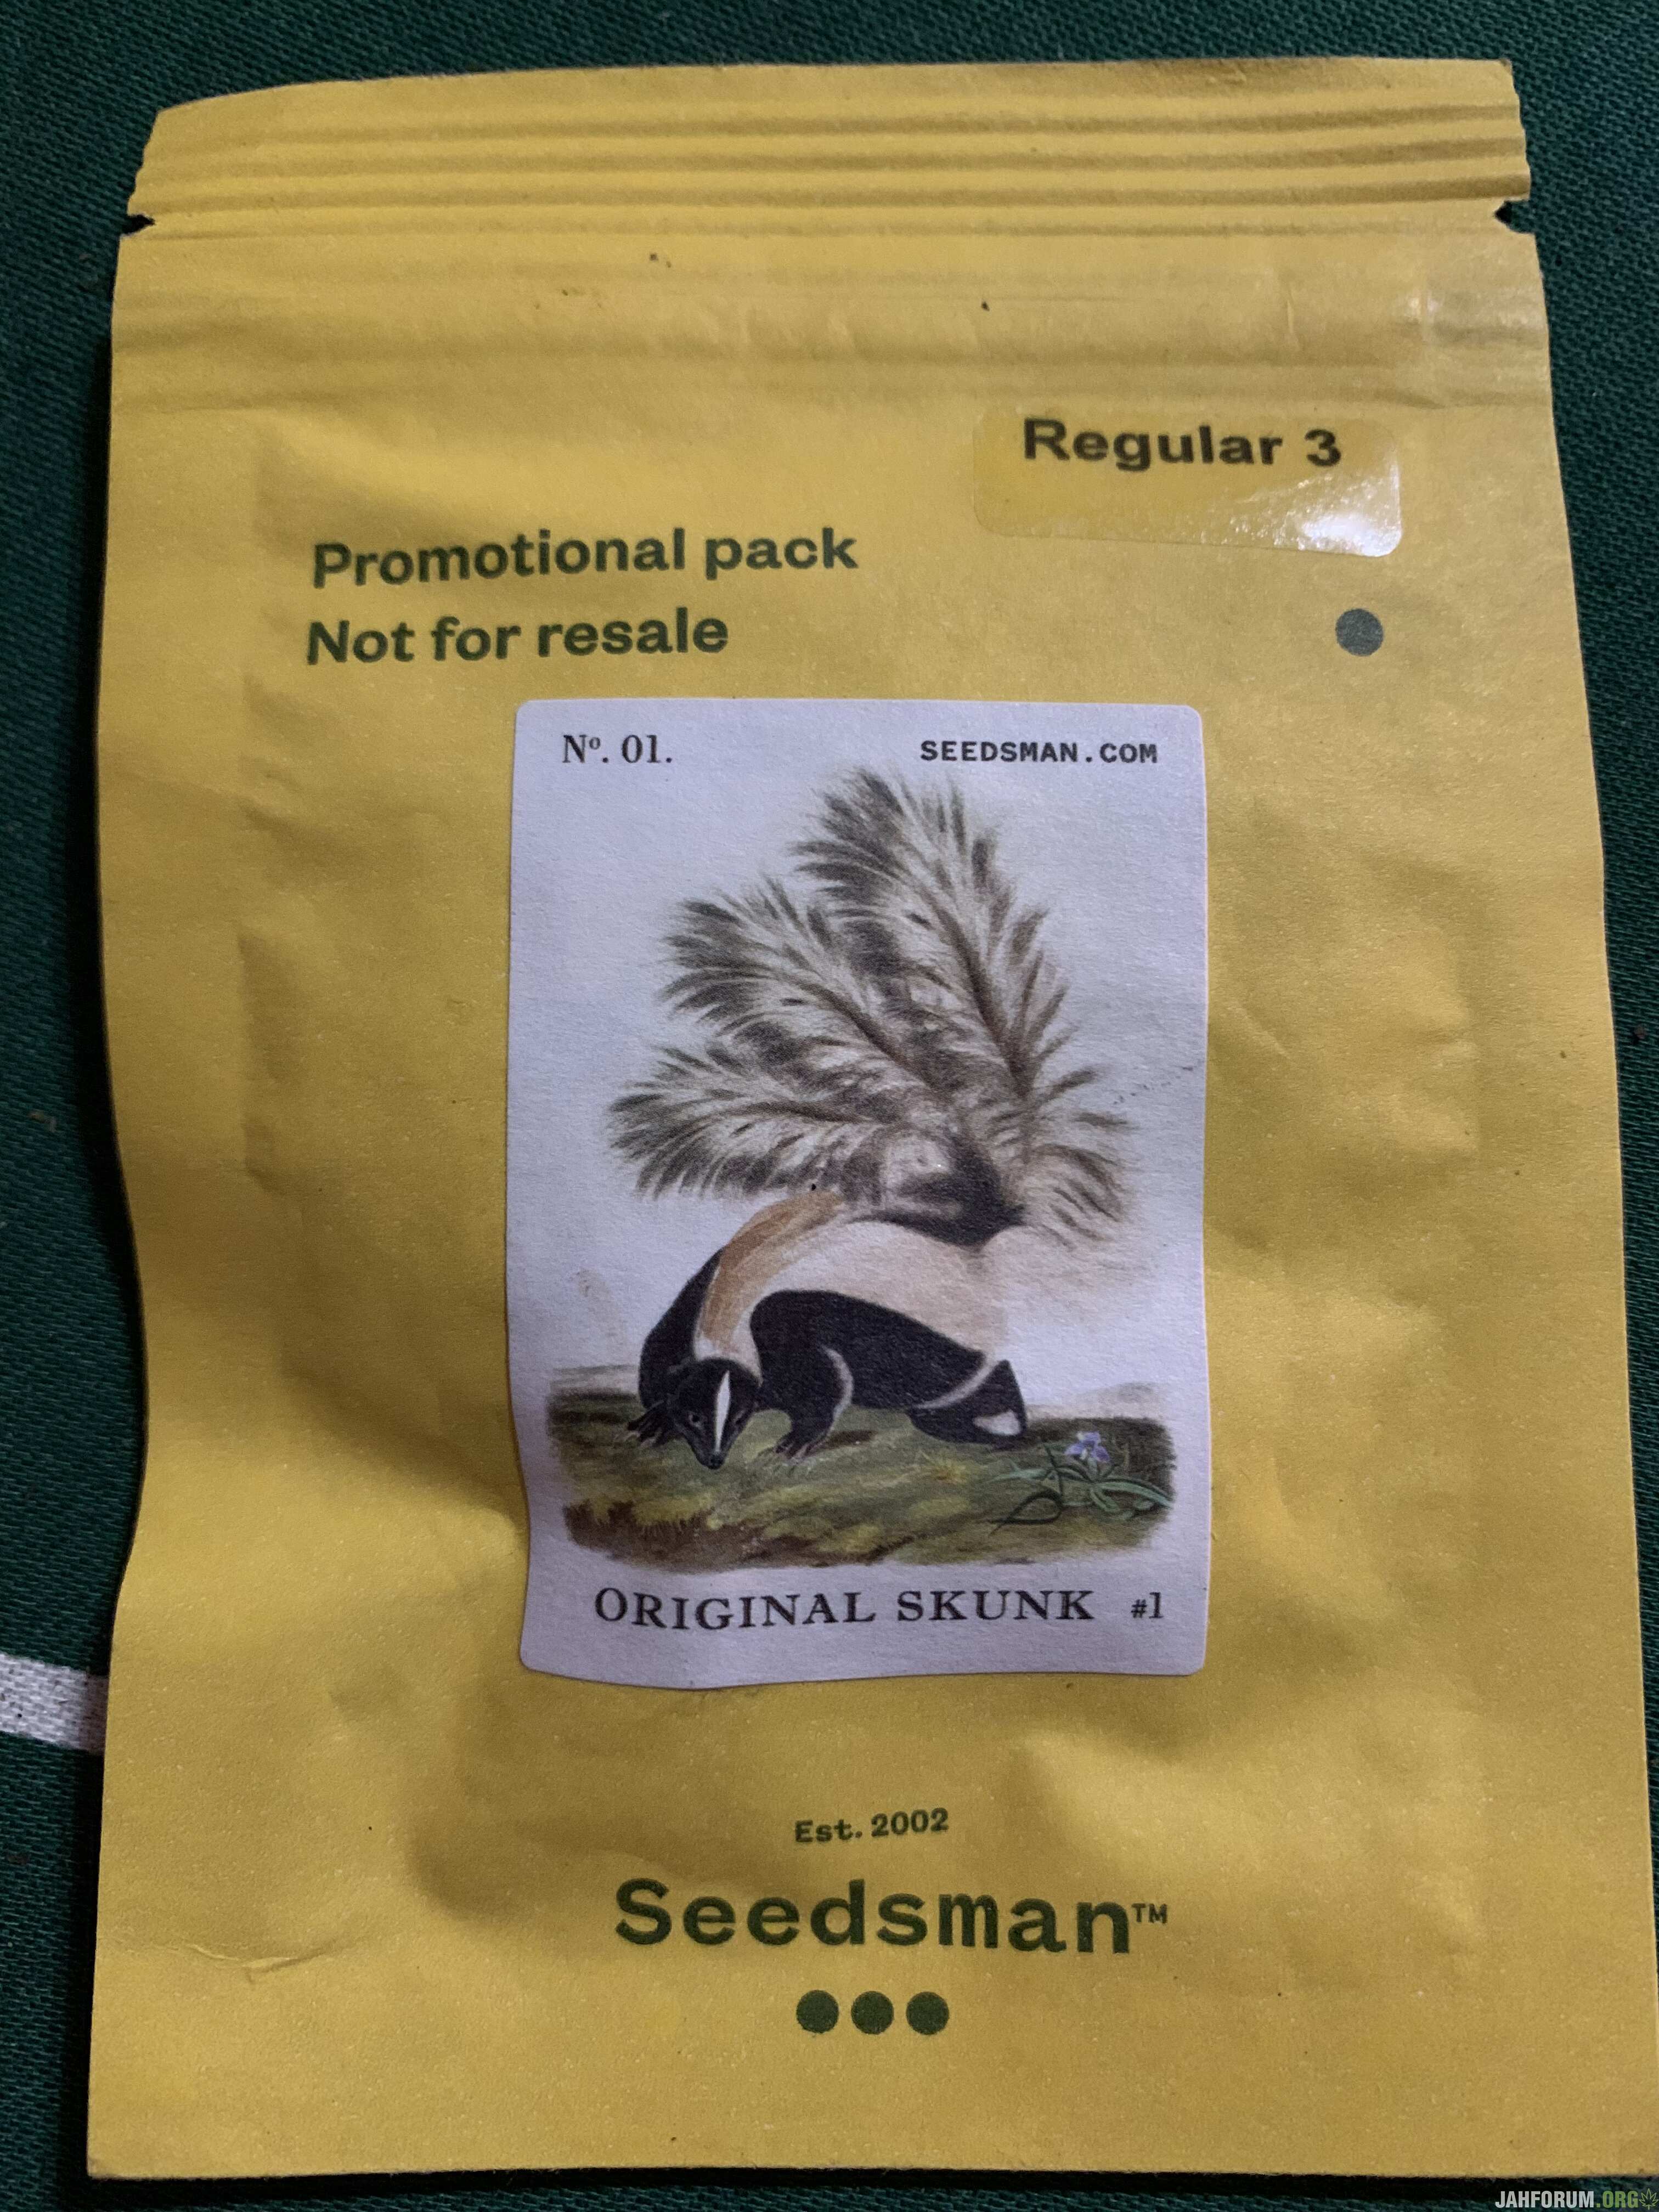 Regular 3
Promotional pack
Not for resale
Nº. 01.
SEEDSMAN.COM
ORIGINAL SKUNK #1
Est. 2002
Seedsman™
JAHFORUM.ORG